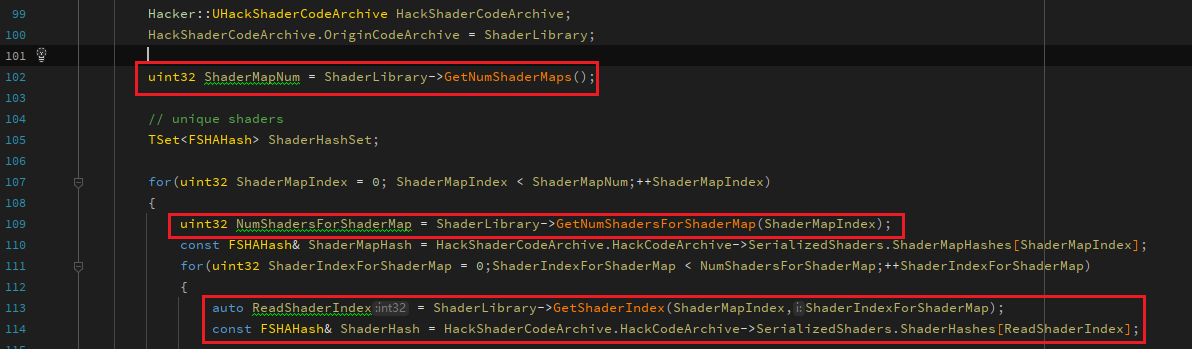 99 Hacker::UHackShaderCodeArchive HackShaderCodeArchive;
100 HackShaderCodeArchive.OriginCodeArchive = ShaderLibrary;
101
102 uint32 ShaderMapNum = ShaderLibrary->GetNumShaderMaps();
103
104 // unique shaders
105 TSet<FSHAHash> ShaderHashSet;
106
107 for(uint32 ShaderMapIndex = 0; ShaderMapIndex < ShaderMapNum;++ShaderMapIndex)
108 {
109 uint32 NumShadersForShaderMap = ShaderLibrary->GetNumShadersForShaderMap(ShaderMapIndex);
110 const FSHAHash& ShaderMapHash = HackShaderCodeArchive.HackCodeArchive->SerializedShaders.ShaderMapHashes[ShaderMapIndex];
111 for(uint32 ShaderIndexForShaderMap = 0;ShaderIndexForShaderMap < NumShadersForShaderMap;++ShaderIndexForShaderMap)
112 {
113 auto ReadShaderIndex:int32 = ShaderLibrary->GetShaderIndex(ShaderMapIndex,i:ShaderIndexForShaderMap);
114 const FSHAHash& ShaderHash = HackShaderCodeArchive.HackCodeArchive->SerializedShaders.ShaderHashes[ReadShaderIndex];